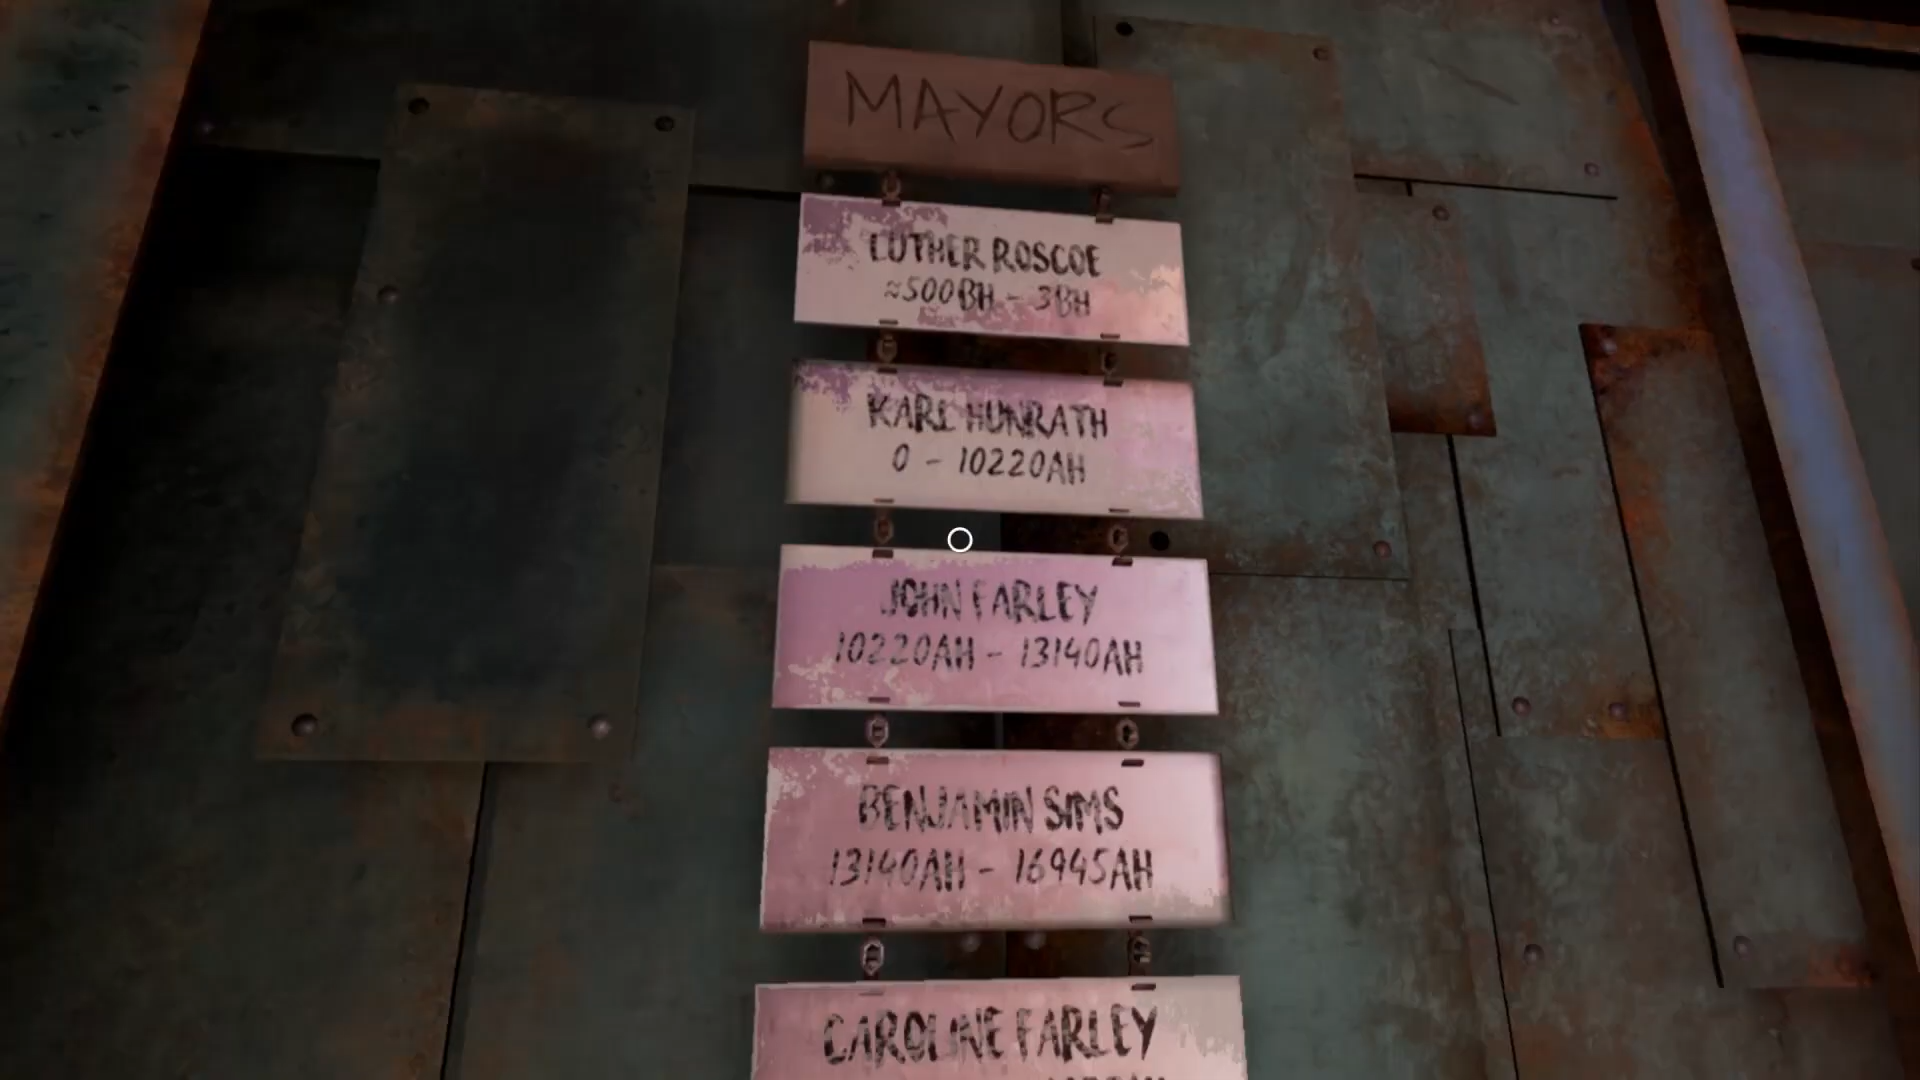 MAYORS
LUTHER ROSCOE
≈500BH - 3BH
KARL HUNRATH
0 - 10220AH
JOHN FARLEY
10220AH - 13140AH
BENJAMIN SIMS
13140AH - 16945AH
CAROLINE FARLEY